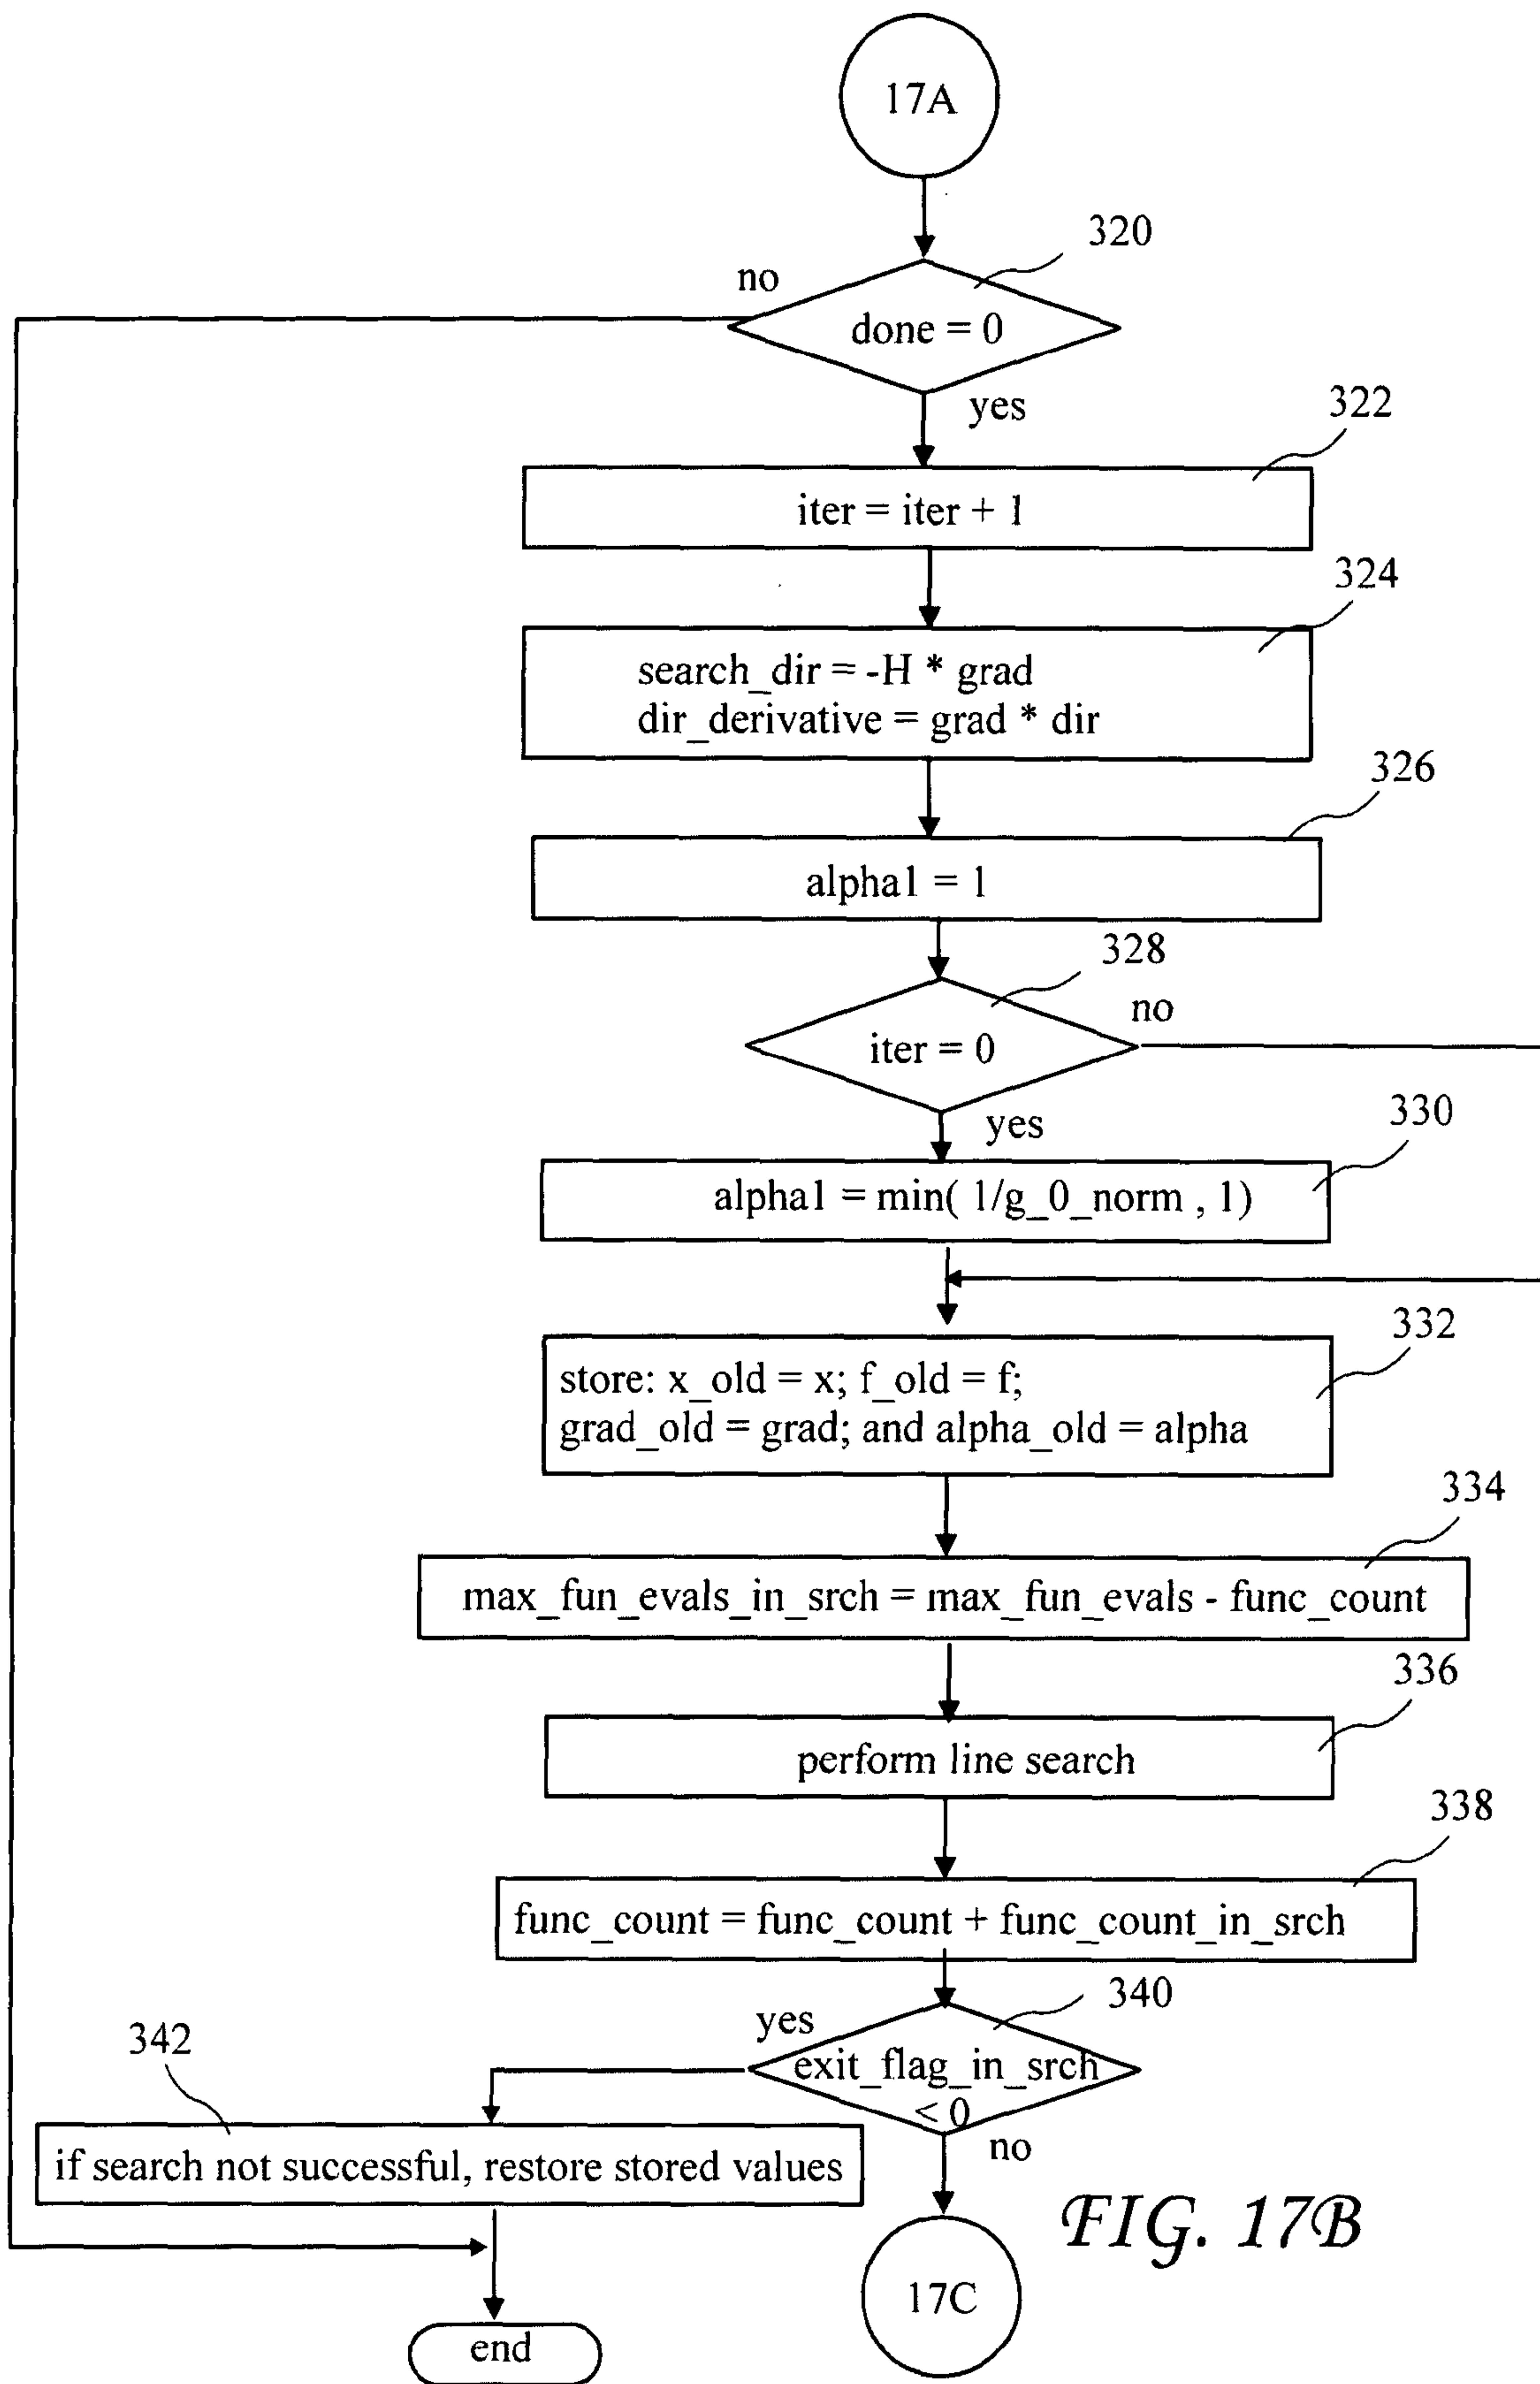 17A
320
no
done = 0
yes
322
iter = iter + 1
324
search_dir = -H * grad
dir_derivative = grad * dir
326
alpha1 = 1
328
no
iter = 0
yes
330
alpha1 = min( 1/g_0_norm , 1)
332
store: x_old = x; f_old = f;
grad_old = grad; and alpha_old = alpha
334
max_fun_evals_in_srch = max_fun_evals - func_count
336
perform line search
338
func_count = func_count + func_count_in_srch
340
yes
exit_flag_in_srch
< 0
no
342
if search not successful, restore stored values
FIG. 17B
17C
end